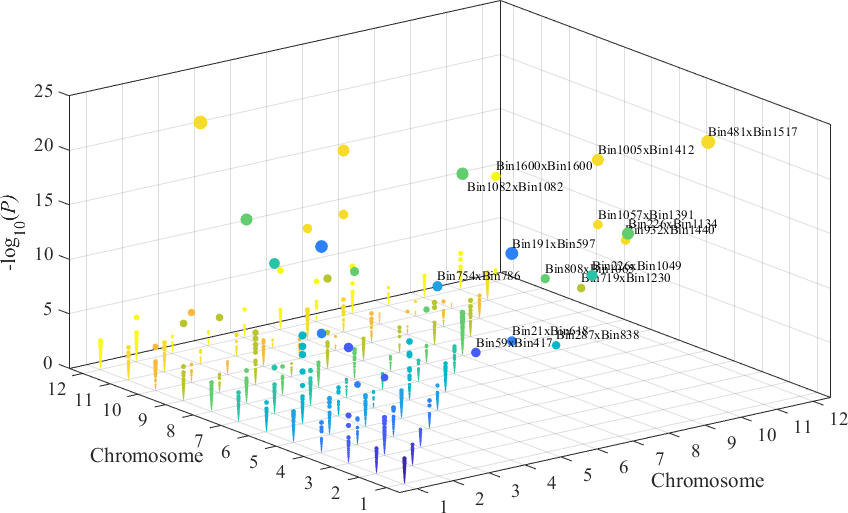 25
20
15
10
5
0
-log10(P)
Bin481xBin1517
Bin1005xBin1412
Bin1600xBin1600
Bin1082xBin1082
Bin1057xBin1391
Bin226xBin1134
Bin932xBin1440
Bin191xBin597
Bin226xBin1049
Bin754xBin786
Bin719xBin1230
Bin21xBin618
Bin287xBin838
Bin59xBin417
12
11
10
9
8
7
6
5
4
3
2
1
Chromosome
1
2
3
4
5
6
7
8
9
10
11
12
Chromosome